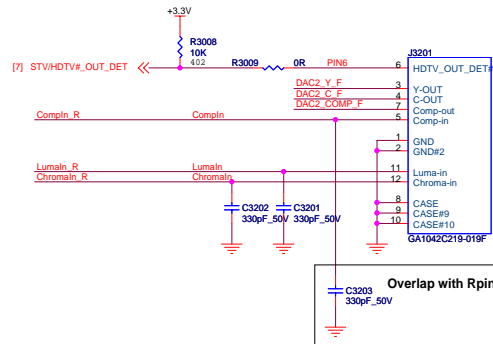 +3.3V
R3008
10K
402
J3201
[7] STV/HDTV#_OUT_DET
R3009
0R
PIN6
6
HDTV_OUT_DET#
DAC2_Y_F
3
Y-OUT
DAC2_C_F
4
C-OUT
DAC2_COMP_F
7
Comp-out
CompIn_R
CompIn
5
Comp-in
1
GND
2
GND#2
LumaIn_R
LumaIn
11
Luma-in
ChromaIn_R
ChromaIn
12
Chroma-in
C3202
330pF_50V
C3201
330pF_50V
8
CASE
9
CASE#9
10
CASE#10
GA1042C219-019F
Overlap with Rpin
C3203
330pF_50V